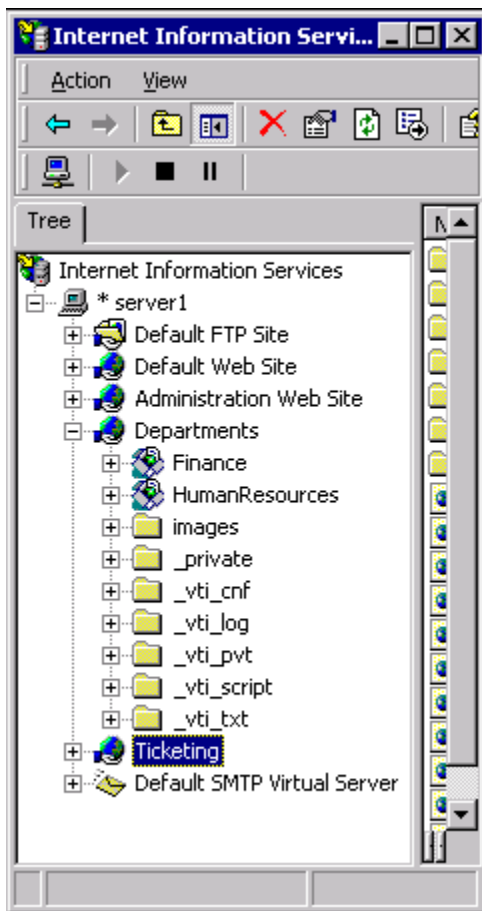 Internet Information Servi...
Action View
Tree
Internet Information Services
* server1
Default FTP Site
Default Web Site
Administration Web Site
Departments
Finance
HumanResources
images
_private
_vti_cnf
_vti_log
_vti_pvt
_vti_script
_vti_txt
Ticketing
Default SMTP Virtual Server